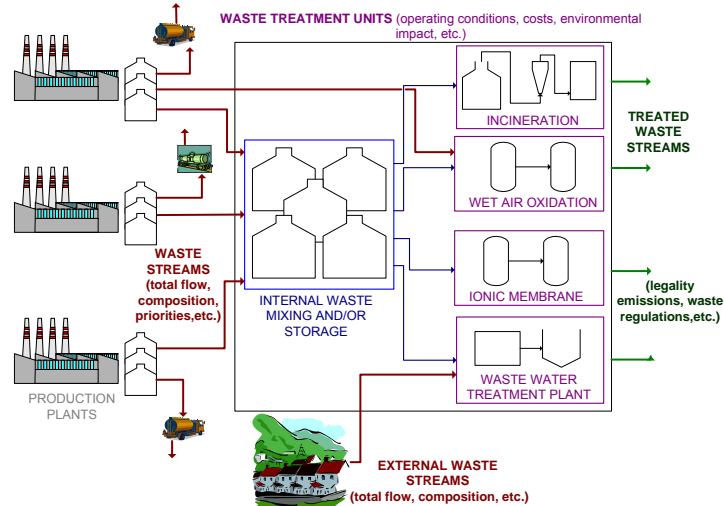 WASTE TREATMENT UNITS (operating conditions, costs, environmental
impact, etc.)
INCINERATION
TREATED
WASTE
STREAMS
WET AIR OXIDATION
WASTE
STREAMS
(total flow,
composition,
priorities,etc.)
INTERNAL WASTE
MIXING AND/OR
STORAGE
IONIC MEMBRANE
(legality
emissions, waste
regulations,etc.)
WASTE WATER
TREATMENT PLANT
PRODUCTION
PLANTS
EXTERNAL WASTE
STREAMS
(total flow, composition, etc.)